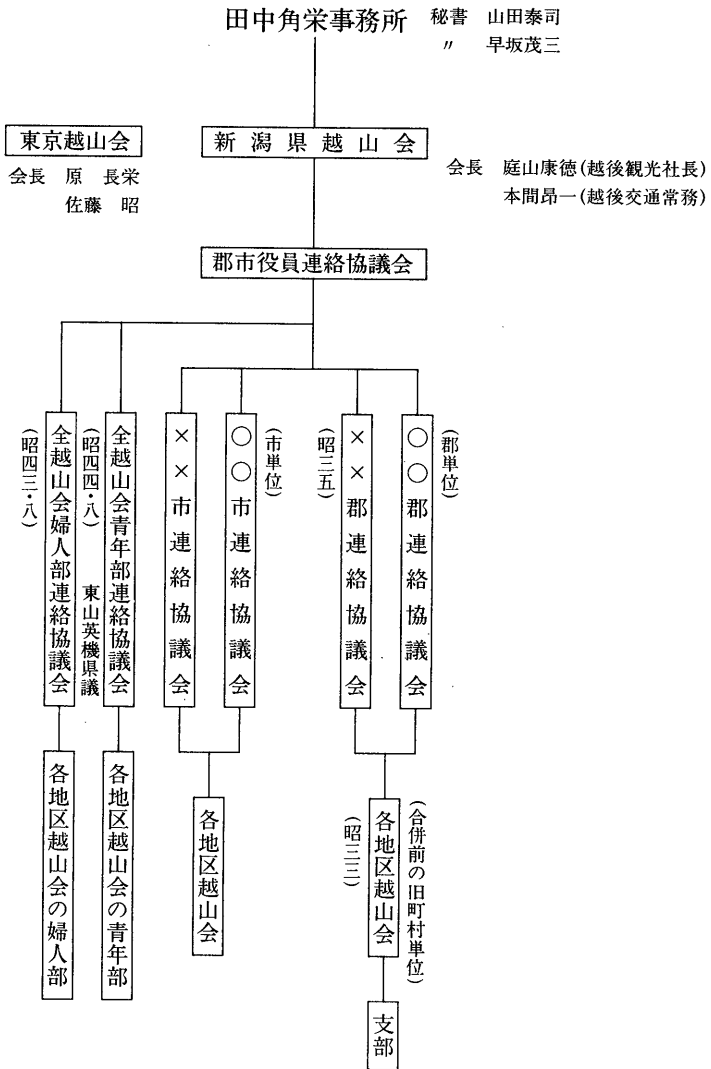 田中角栄事務所
秘書 山田泰司
〃 早坂茂三
東京越山会
会長 原 長栄
佐藤 昭
新潟県越山会
会長 庭山康徳(越後観光社長)
本間昂一(越後交通常務)
郡市役員連絡協議会
(郡単位)
○○郡連絡協議会
××郡連絡協議会
(昭三五)
(市単位)
○○市連絡協議会
××市連絡協議会
全越山会青年部連絡協議会
(昭四四・八) 東山英機県議
全越山会婦人部連絡協議会
(昭四三・八)
(合併前の旧町村単位)
各地区越山会
(昭三三)
各地区越山会
各地区越山会の青年部
各地区越山会の婦人部
支部